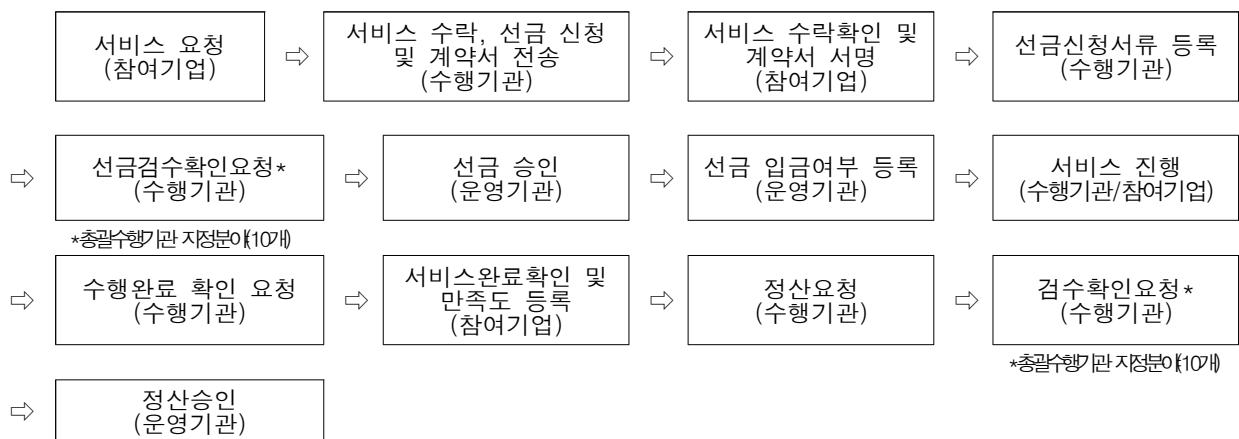 서비스 요청
(참여기업)
⇨
서비스 수락, 선금 신청
및 계약서 전송
(수행기관)
⇨
서비스 수락확인 및
계약서 서명
(참여기업)
⇨
선금신청서류 등록
(수행기관)
⇨
선금검수확인요청*
(수행기관)
*총괄수행기관 지정분야(10개)
⇨
선금 승인
(운영기관)
⇨
선금 입금여부 등록
(운영기관)
⇨
서비스 진행
(수행기관/참여기업)
⇨
수행완료 확인 요청
(수행기관)
⇨
서비스완료확인 및
만족도 등록
(참여기업)
⇨
정산요청
(수행기관)
⇨
검수확인요청*
(수행기관)
*총괄수행기관 지정분야(10개)
⇨
정산승인
(운영기관)